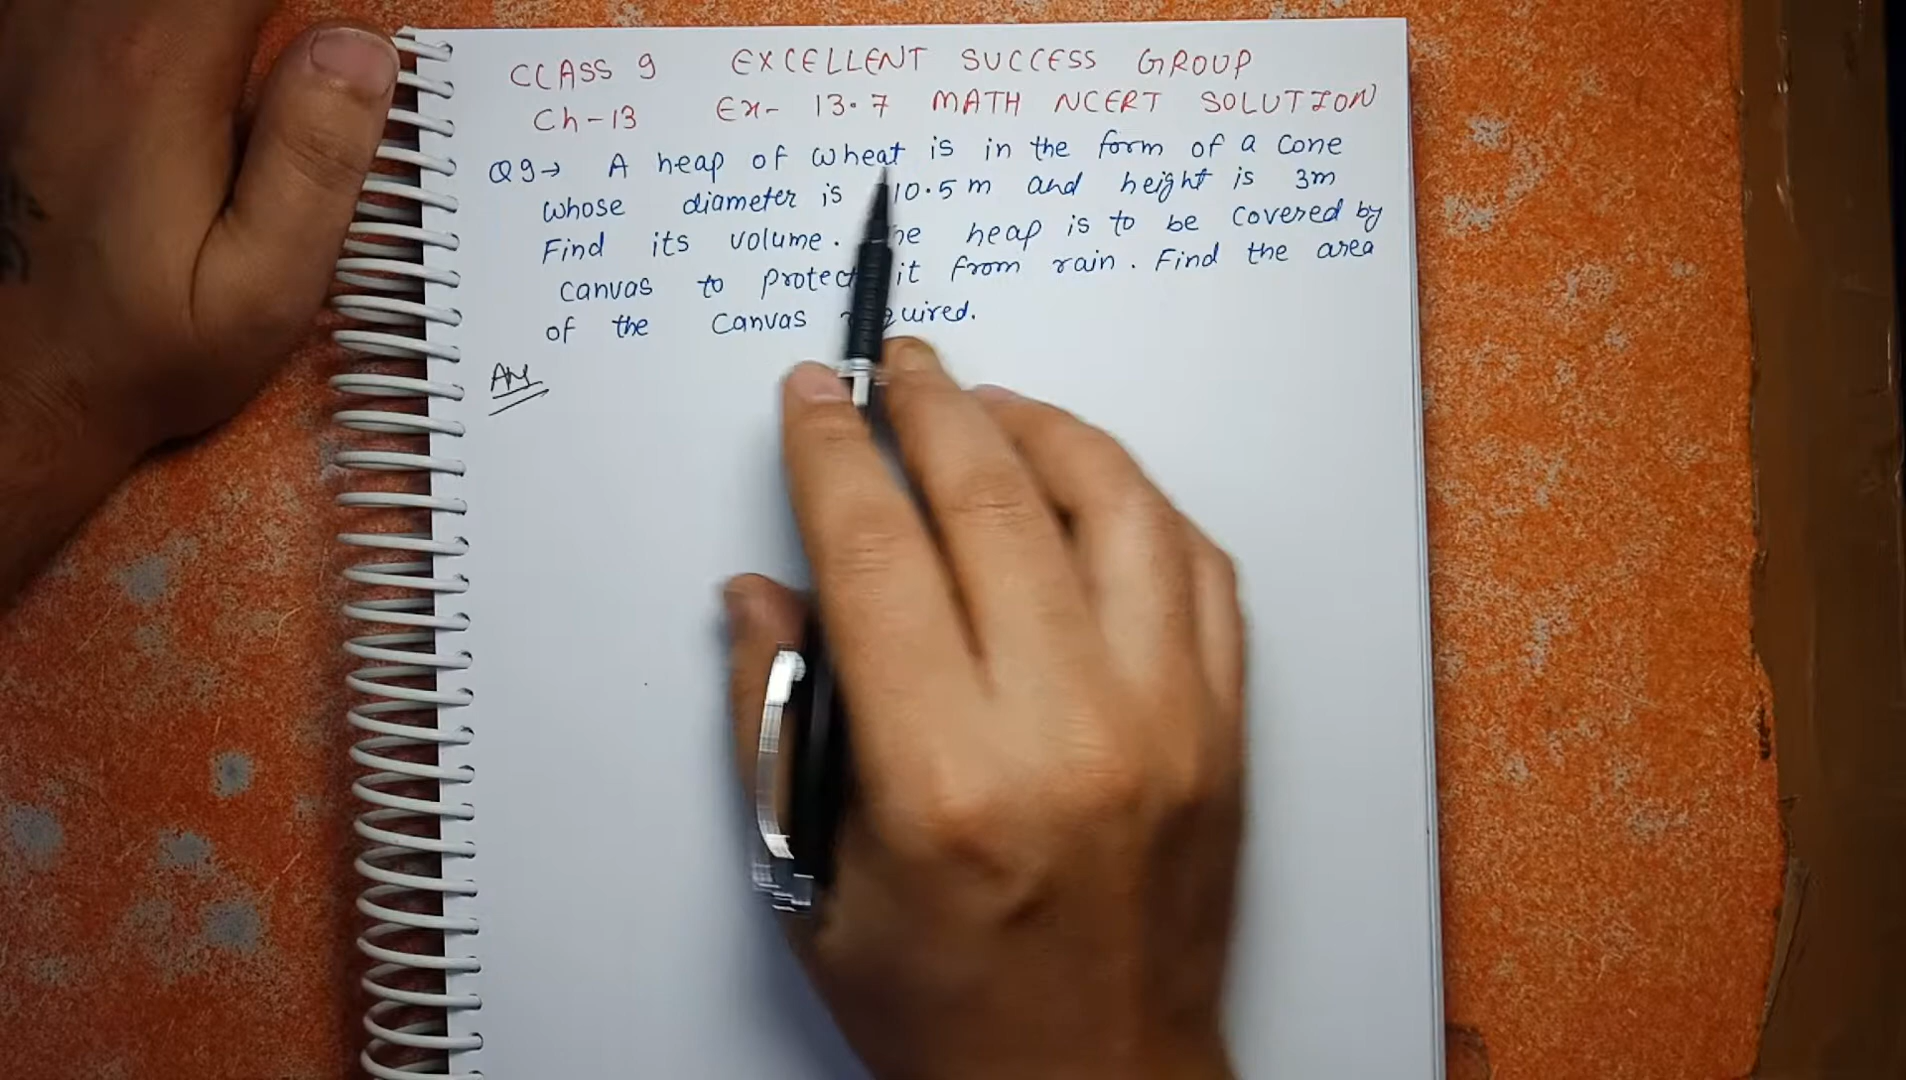 CLASS 9 EXCELLENT SUCCESS GROUP
Ch-13 Ex- 13.7 MATH NCERT SOLUTION
Q9→ A heap of wheat is in the form of a cone
whose diameter is 10.5 m and height is 3m
Find its volume. The heap is to be covered by
canvas to protect it from rain. Find the area
of the canvas required.
Ans